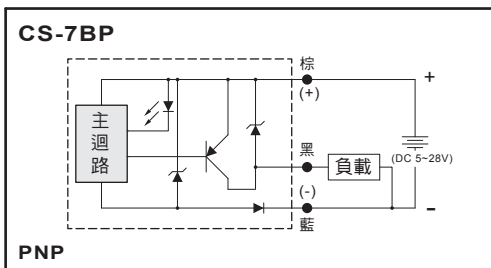 CS-7BP
棕
(+)
+
主
迴
路
黑
負載
(DC 5~28V)
(-)
藍
-
PNP